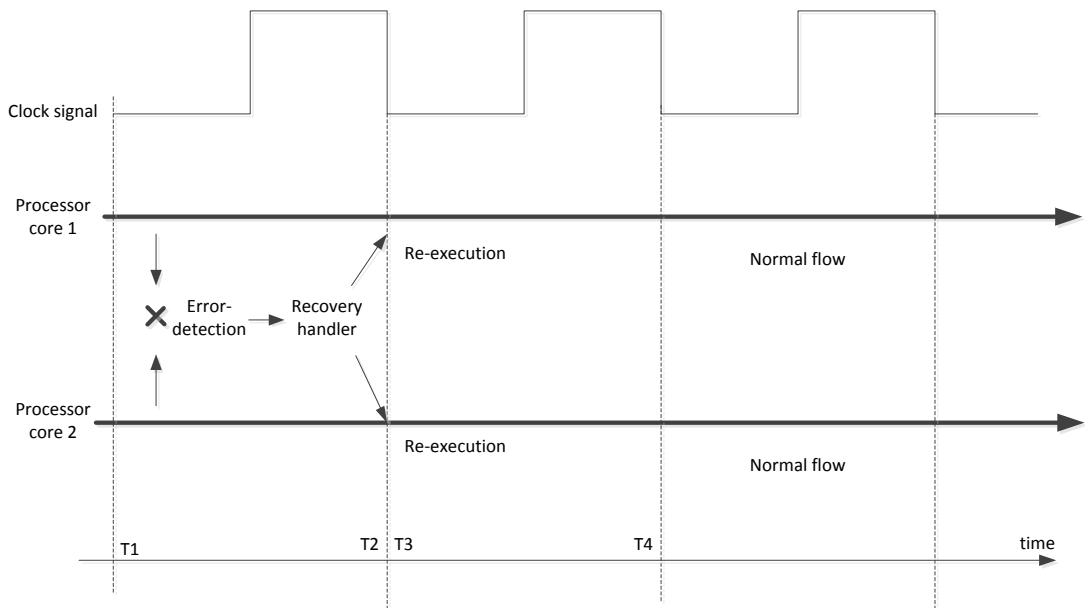 Clock signal
Processor
core 1
Re-execution
Normal flow
Error-
detection
Recovery
handler
Processor
core 2
Re-execution
Normal flow
T1
T2
T3
T4
time